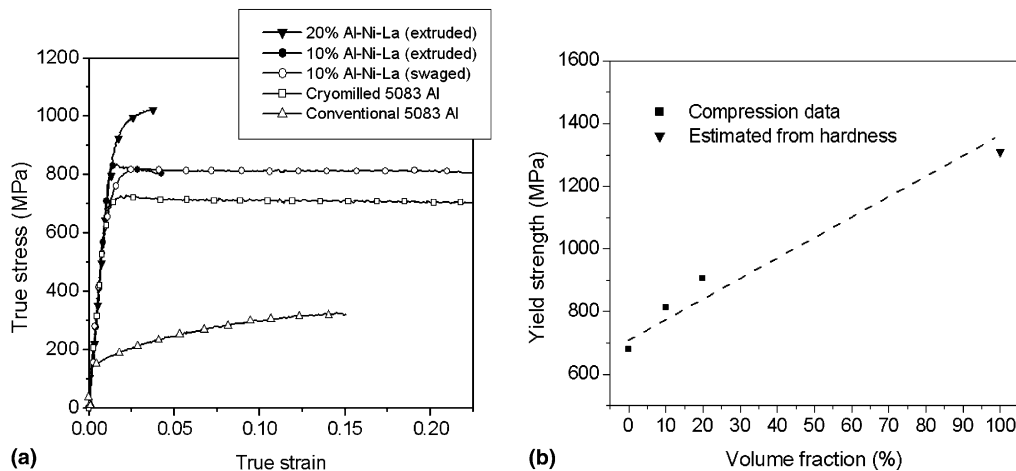 20% Al-Ni-La (extruded)
10% Al-Ni-La (extruded)
10% Al-Ni-La (swaged)
Cryomilled 5083 Al
Conventional 5083 Al
1200
1000
800
600
400
200
0
True stress (MPa)
0.00
0.05
0.10
0.15
0.20
True strain
(a)
1600
1400
1200
1000
800
600
Yield strength (MPa)
Compression data
Estimated from hardness
0
10
20
30
40
50
60
70
80
90
100
Volume fraction (%)
(b)